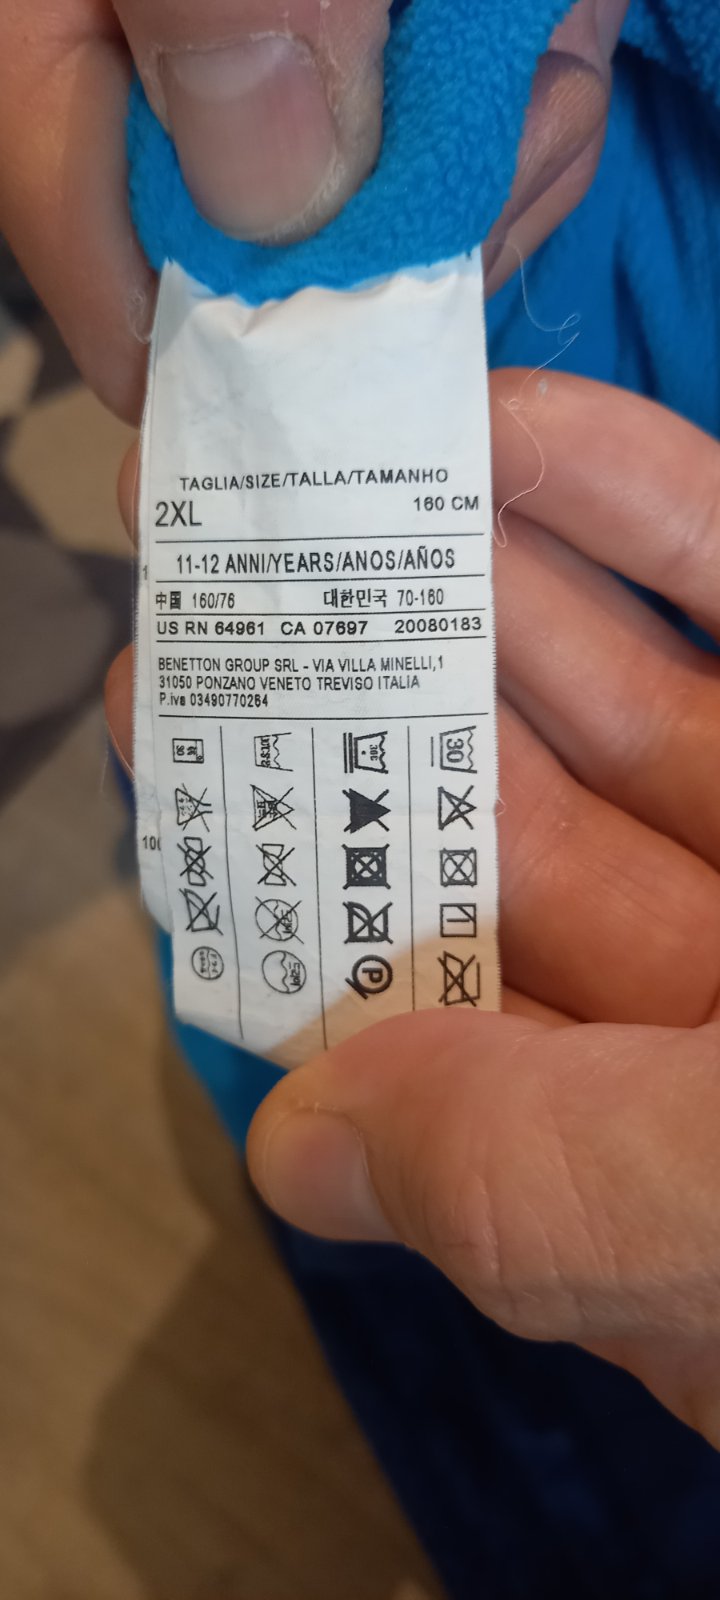 TAGLIA/SIZE/TALLA/TAMANHO
2XL 160 CM
11-12 ANNI/YEARS/ANOS/AÑOS
中国 160/76 대한민국 70-160
US RN 64961 CA 07697 20080183
BENETTON GROUP SRL - VIA VILLA MINELLI,1
31050 PONZANO VENETO TREVISO ITALIA
P.iva 03490770264
30
P